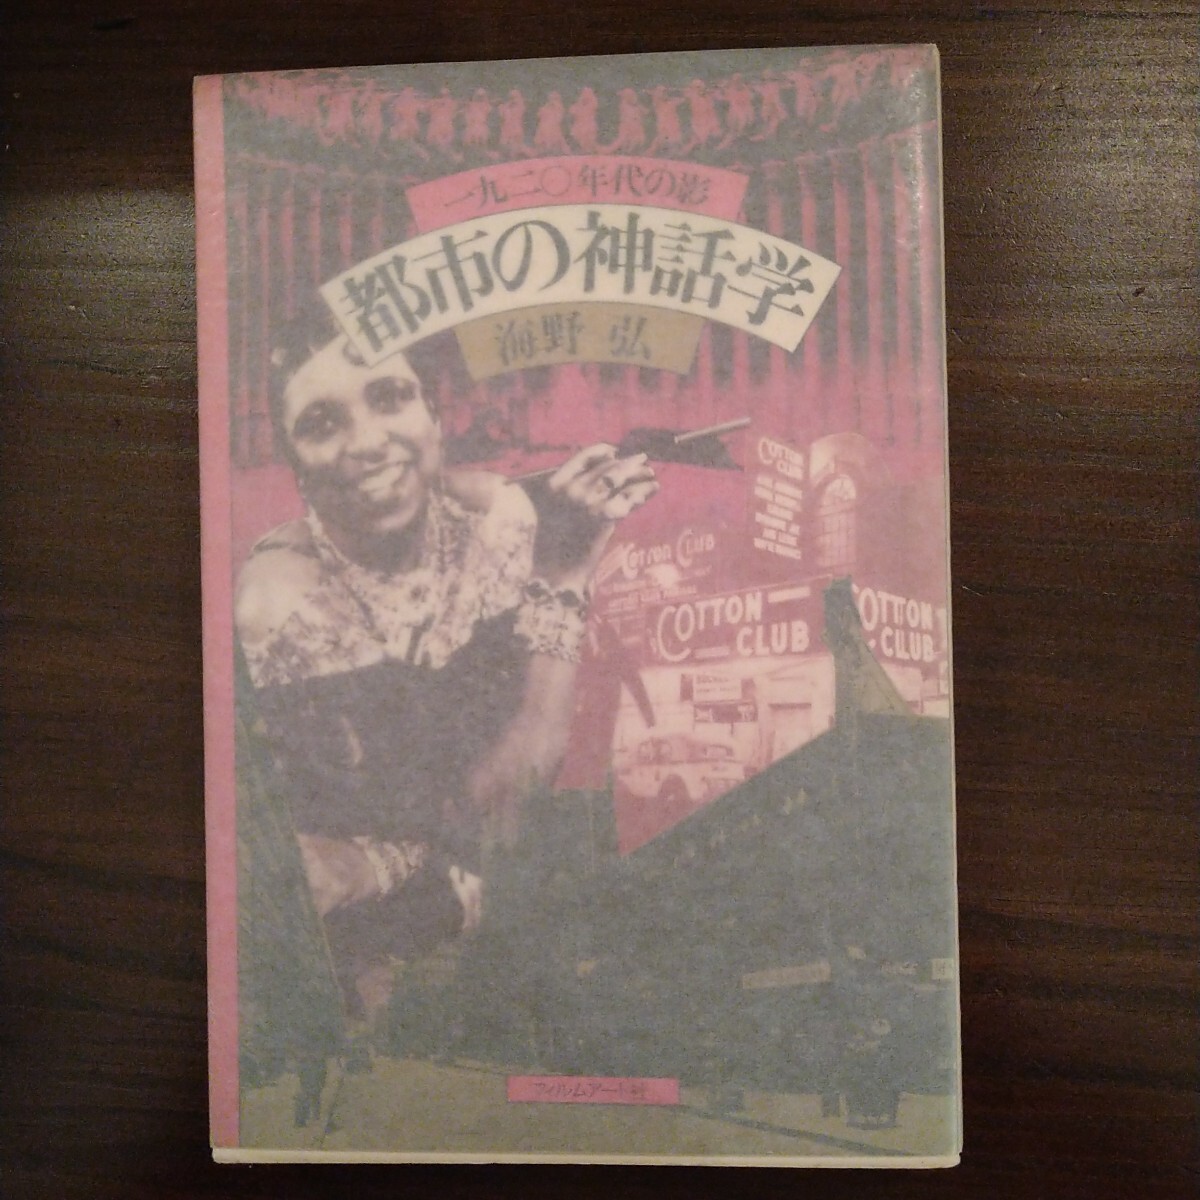 一九二〇年代の影
都市の神話学
海野 弘
COTTON
CLUB
COTTON CLUB
COTTON
CLUB
COTTON
CLUB
フィルムアート社